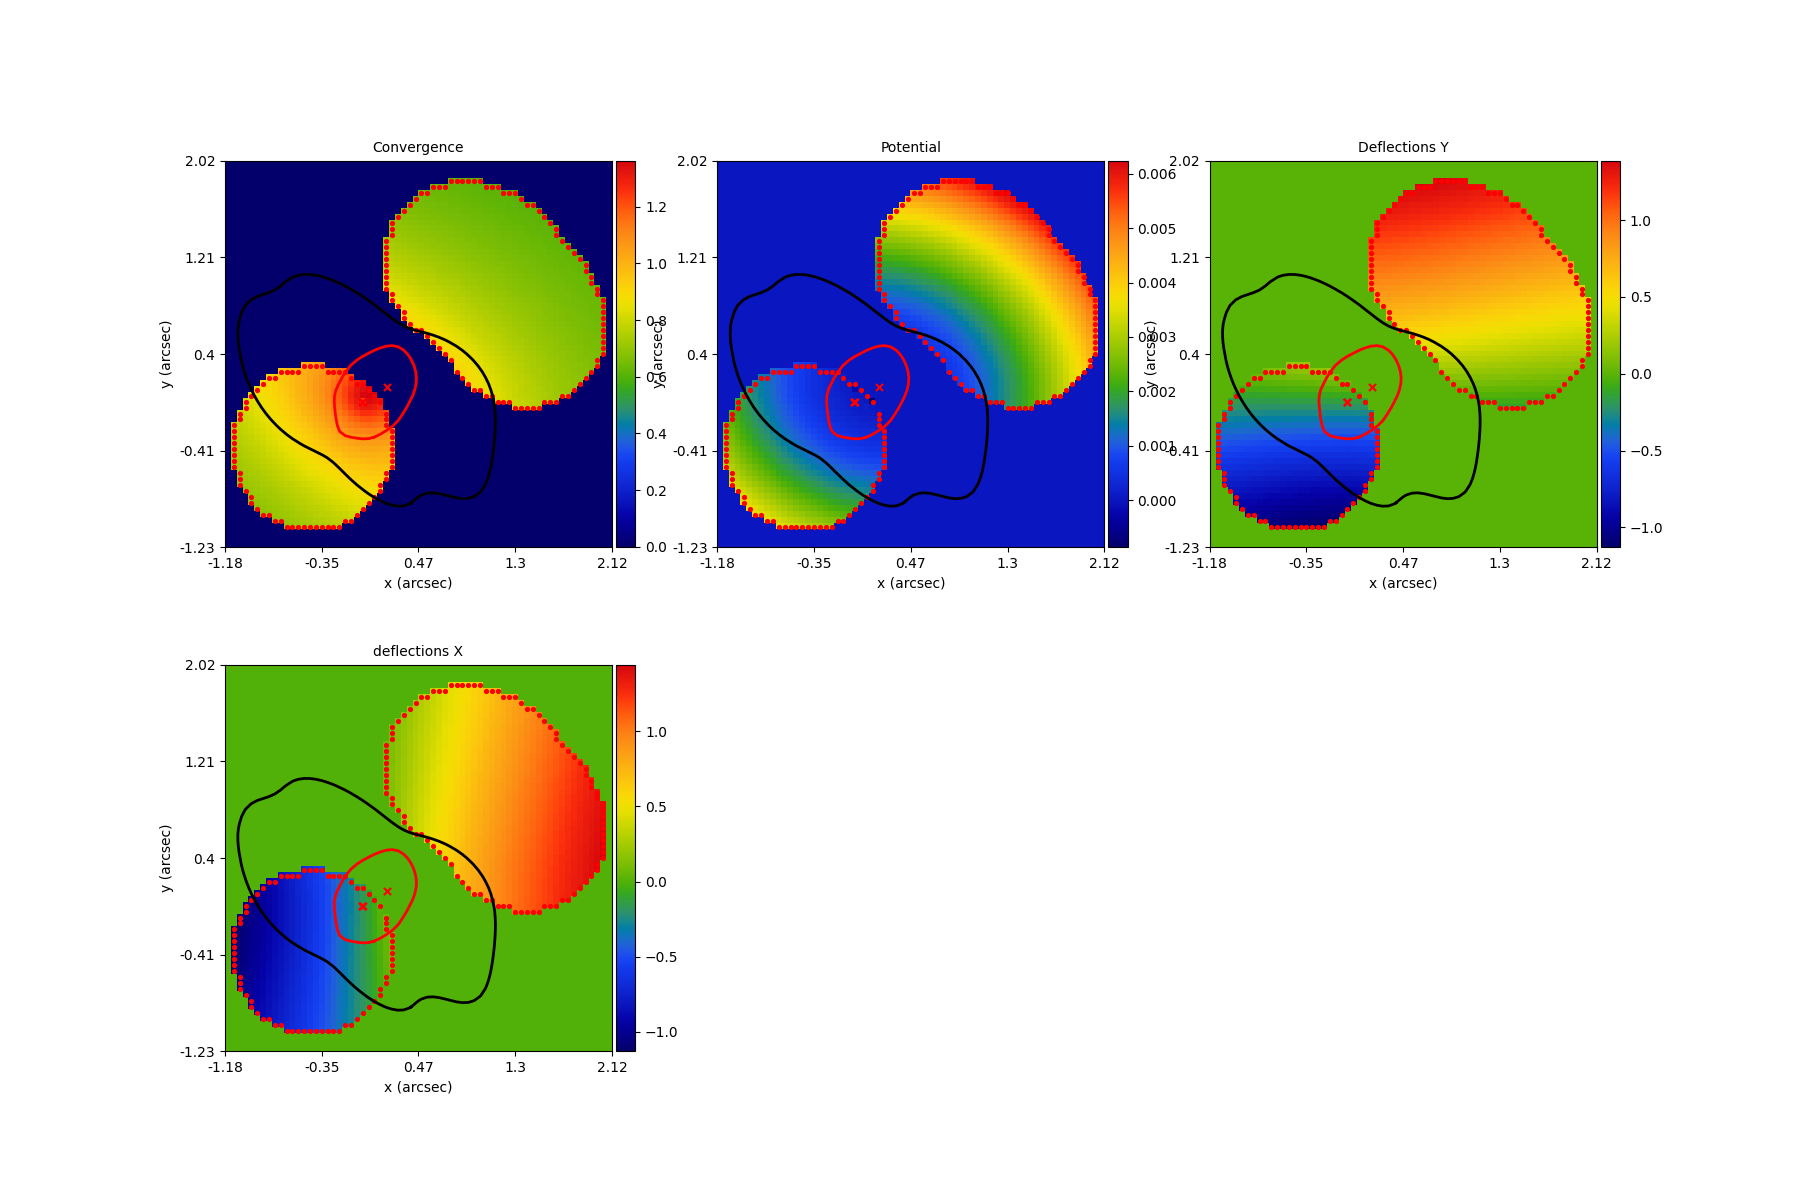 Convergence
2.02
1.21
0.4
-0.41
-1.23
y (arcsec)
-1.18 -0.35 0.47 1.3 2.12
x (arcsec)
1.2
1.0
0.8
0.6
0.4
0.2
0.0
Potential
2.02
1.21
0.4
-0.41
-1.23
y (arcsec)
-1.18 -0.35 0.47 1.3 2.12
x (arcsec)
0.006
0.005
0.004
0.003
0.002
0.001
0.000
Deflections Y
2.02
1.21
0.4
-0.41
-1.23
y (arcsec)
-1.18 -0.35 0.47 1.3 2.12
x (arcsec)
1.0
0.5
0.0
−0.5
−1.0
deflections X
2.02
1.21
0.4
-0.41
-1.23
y (arcsec)
-1.18 -0.35 0.47 1.3 2.12
x (arcsec)
1.0
0.5
0.0
−0.5
−1.0